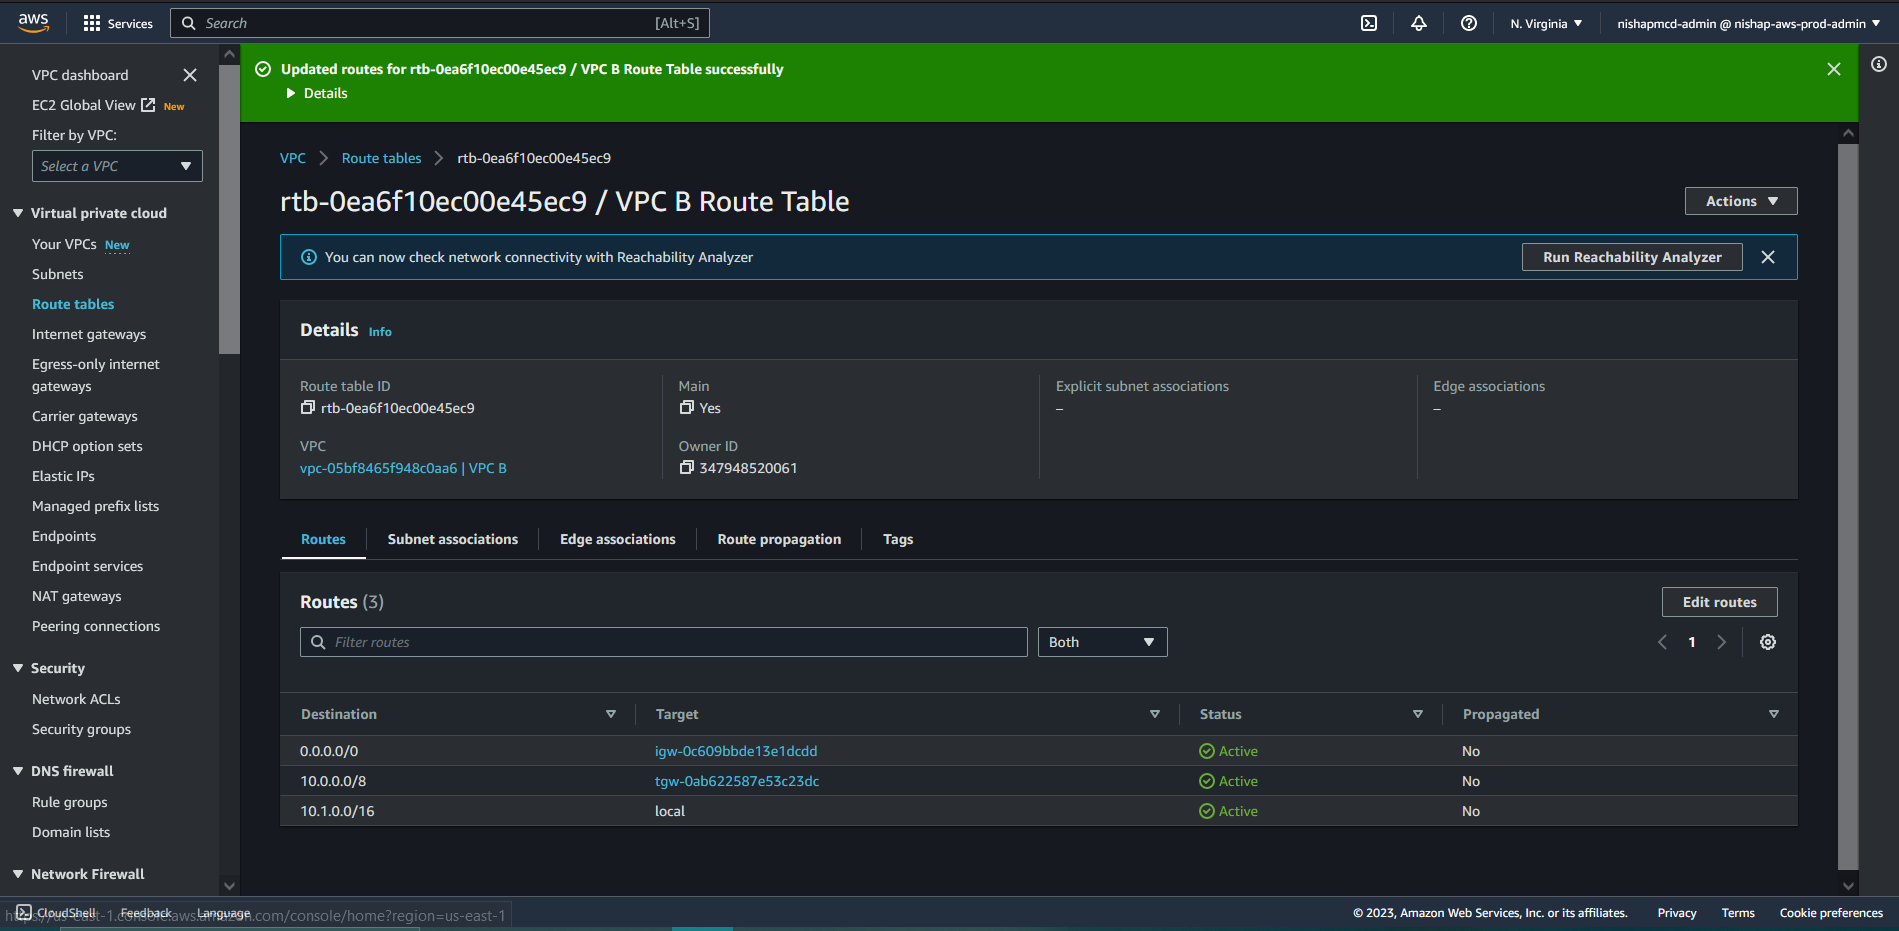 aws
Services
Search
[Alt+S]
N. Virginia
nishapmcd-admin @ nishap-aws-prod-admin
VPC dashboard
EC2 Global View New
Filter by VPC:
Select a VPC
Virtual private cloud
Your VPCs New
Subnets
Route tables
Internet gateways
Egress-only internet
gateways
Carrier gateways
DHCP option sets
Elastic IPs
Managed prefix lists
Endpoints
Endpoint services
NAT gateways
Peering connections
Security
Network ACLs
Security groups
DNS firewall
Rule groups
Domain lists
Network Firewall
Updated routes for rtb-0ea6f10ec00e45ec9 / VPC B Route Table successfully
Details
VPC
Route tables
rtb-0ea6f10ec00e45ec9
rtb-0ea6f10ec00e45ec9 / VPC B Route Table
Actions
You can now check network connectivity with Reachability Analyzer
Run Reachability Analyzer
Details Info
Route table ID
rtb-0ea6f10ec00e45ec9
Main
Yes
Explicit subnet associations
–
Edge associations
–
VPC
vpc-05bf8465f948c0aa6 | VPC B
Owner ID
347948520061
Routes
Subnet associations
Edge associations
Route propagation
Tags
Routes (3)
Edit routes
Filter routes
Both
1
Destination
Target
Status
Propagated
0.0.0.0/0
igw-0c609bbde13e1dcdd
Active
No
10.0.0.0/8
tgw-0ab622587e53c23dc
Active
No
10.1.0.0/16
local
Active
No
CloudShell
Feedback
Language
https://us-east-1.console.aws.amazon.com/console/home?region=us-east-1
© 2023, Amazon Web Services, Inc. or its affiliates.
Privacy
Terms
Cookie preferences